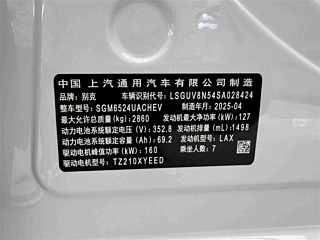 中国 上汽通用汽车有限公司制造
品牌：别克 车辆识别代号：LSGUV8N54SA028424
整车型号：SGM6524UACHEV 制造年月：2025-04
最大允许总质量(kg)：2860 发动机最大净功率(kW)：127
动力电池系统额定电压(V)：352.8 发动机排量(mL)：1498
动力电池系统额定容量(Ah)：69.2 发动机型号：LAX
驱动电机峰值功率(kW)：160 乘坐人数：7
驱动电机型号：TZ210XYEED